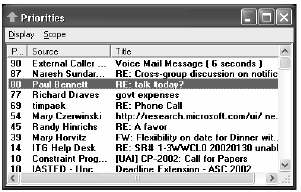 Priorities
Display Scope
P... Source Title
90 External Caller ... Voice Mail Message ( 6 seconds )
87 Naresh Sundar... RE: Cross-group discussion on notific
80 Paul Bennett RE: talk today?
77 Richard Draves govt expenses
69 timpaek RE: Phone Call
54 Mary Czerwinski http://research.microsoft.com/ui/ ne
45 Randy Hinrichs RE: A favor
39 Mary Horvitz FW: Flexibility on date for Dinner wit..
14 ITG Help Desk RE: SR# 1-3WWCL0 20020130 unabl
10 Constraint Prog... [UAI] CP-2002: Call for Papers
10 IASTED - Unc Deadline Extension - ASC 2002